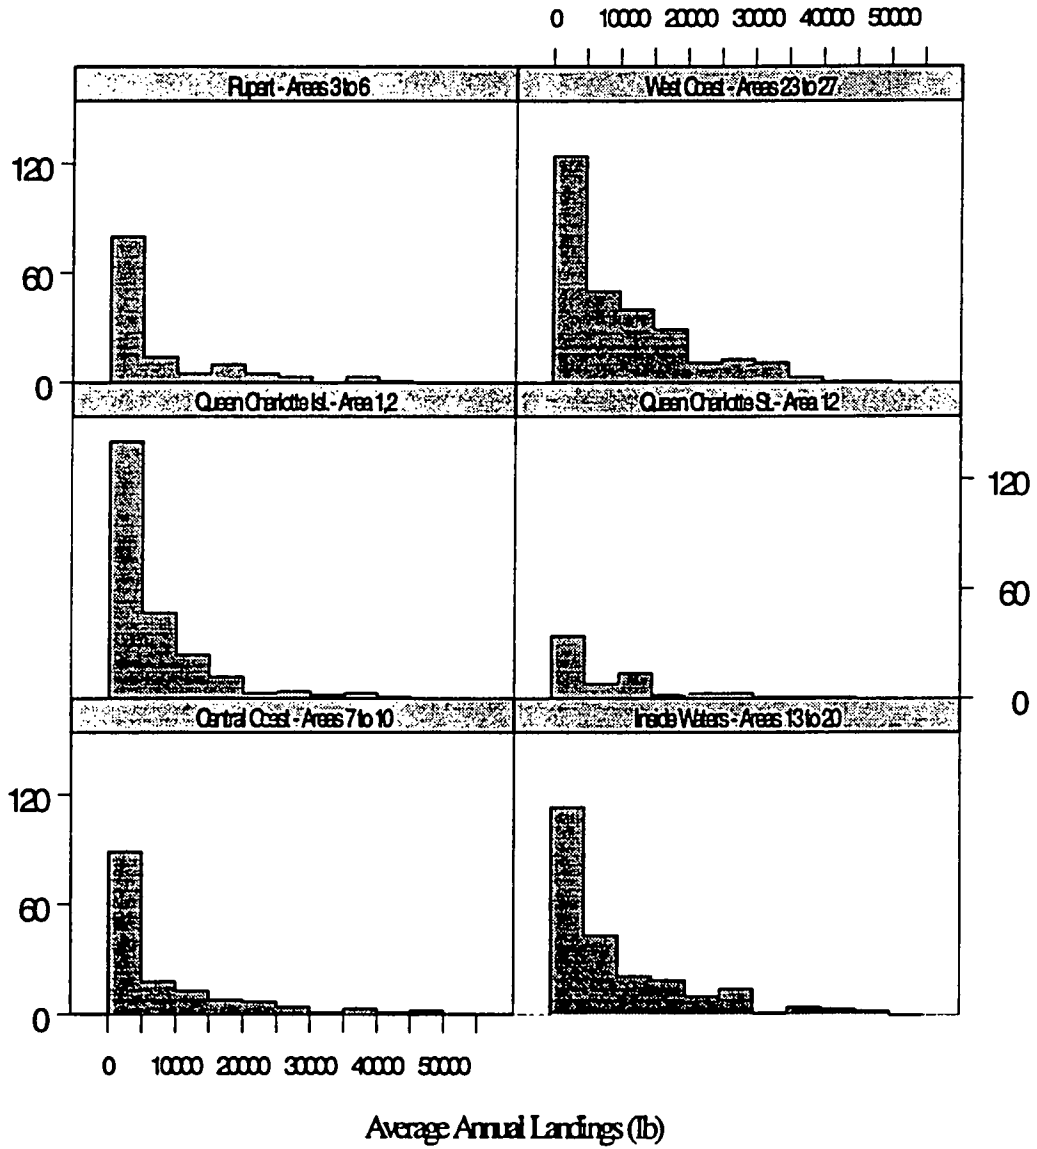 0 10000 20000 30000 40000 50000
Rupert - Areas 3 to 6
West Coast - Areas 23 to 27
120
60
0
Queen Charlotte Isl. - Area 1,2
Queen Charlotte St. - Area 12
120
60
0
Central Coast - Areas 7 to 10
Inside Waters - Areas 13 to 20
120
60
0
0 10000 20000 30000 40000 50000
Average Annual Landings (lb)